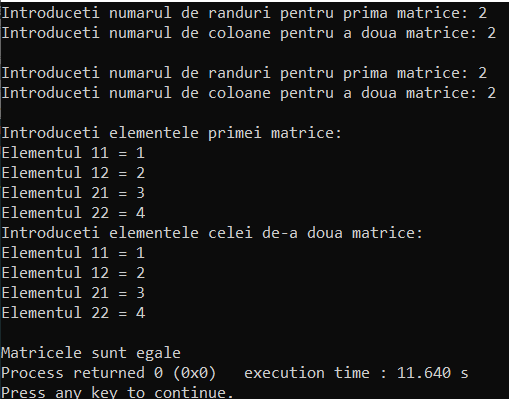 Introduceti numarul de randuri pentru prima matrice: 2
Introduceti numarul de coloane pentru a doua matrice: 2
Introduceti numarul de randuri pentru prima matrice: 2
Introduceti numarul de coloane pentru a doua matrice: 2
Introduceti elementele primei matrice:
Elementul 11 = 1
Elementul 12 = 2
Elementul 21 = 3
Elementul 22 = 4
Introduceti elementele celei de-a doua matrice:
Elementul 11 = 1
Elementul 12 = 2
Elementul 21 = 3
Elementul 22 = 4
Matricele sunt egale
Process returned 0 (0x0)   execution time : 11.640 s
Press any key to continue.